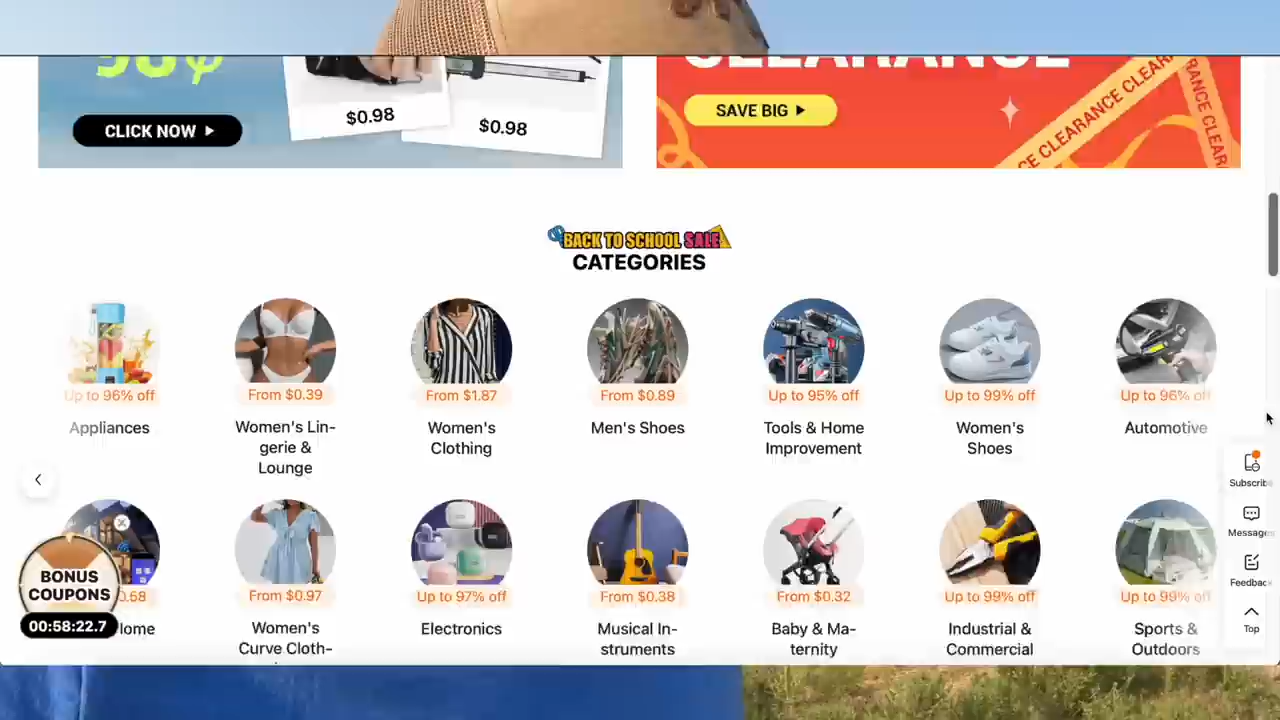 $0.98
$0.98
CLICK NOW
CLEARANCE
SAVE BIG
CE CLEARANCE CLEAR
RANCE CLEAR
BACK TO SCHOOL SALE
CATEGORIES
Up to 96% off
From $0.39
From $1.87
From $0.89
Up to 95% off
Up to 99% off
Up to 96% off
Appliances
Women's Lin-
gerie &
Lounge
Women's
Clothing
Men's Shoes
Tools & Home
Improvement
Women's
Shoes
Automotive
Subscribe
Messages
Feedback
Top
BONUS
COUPONS
00:58:22.7
0.68
From $0.97
Up to 97% off
From $0.38
From $0.32
Up to 99% off
Up to 99% off
Home
Women's
Curve Cloth-
Electronics
Musical In-
struments
Baby & Ma-
ternity
Industrial &
Commercial
Sports &
Outdoors